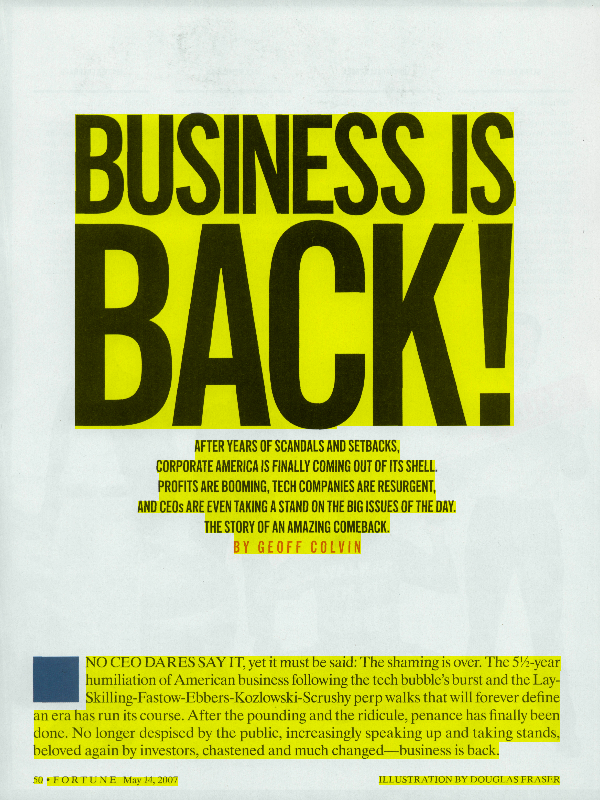 BUSINESS IS
BACK!
AFTER YEARS OF SCANDALS AND SETBACKS,
CORPORATE AMERICA IS FINALLY COMING OUT OF ITS SHELL.
PROFITS ARE BOOMING, TECH COMPANIES ARE RESURGENT,
AND CEOs ARE EVEN TAKING A STAND ON THE BIG ISSUES OF THE DAY.
THE STORY OF AN AMAZING COMEBACK.
BY GEOFF COLVIN
NO CEO DARES SAY IT, yet it must be said: The shaming is over. The 5½-year
humiliation of American business following the tech bubble's burst and the Lay-
Skilling-Fastow-Ebbers-Kozlowski-Scrushy perp walks that will forever define
an era has run its course. After the pounding and the ridicule, penance has finally been
done. No longer despised by the public, increasingly speaking up and taking stands,
beloved again by investors, chastened and much changed—business is back.
50 • FORTUNE May 14, 2007
ILLUSTRATION BY DOUGLAS FRASER